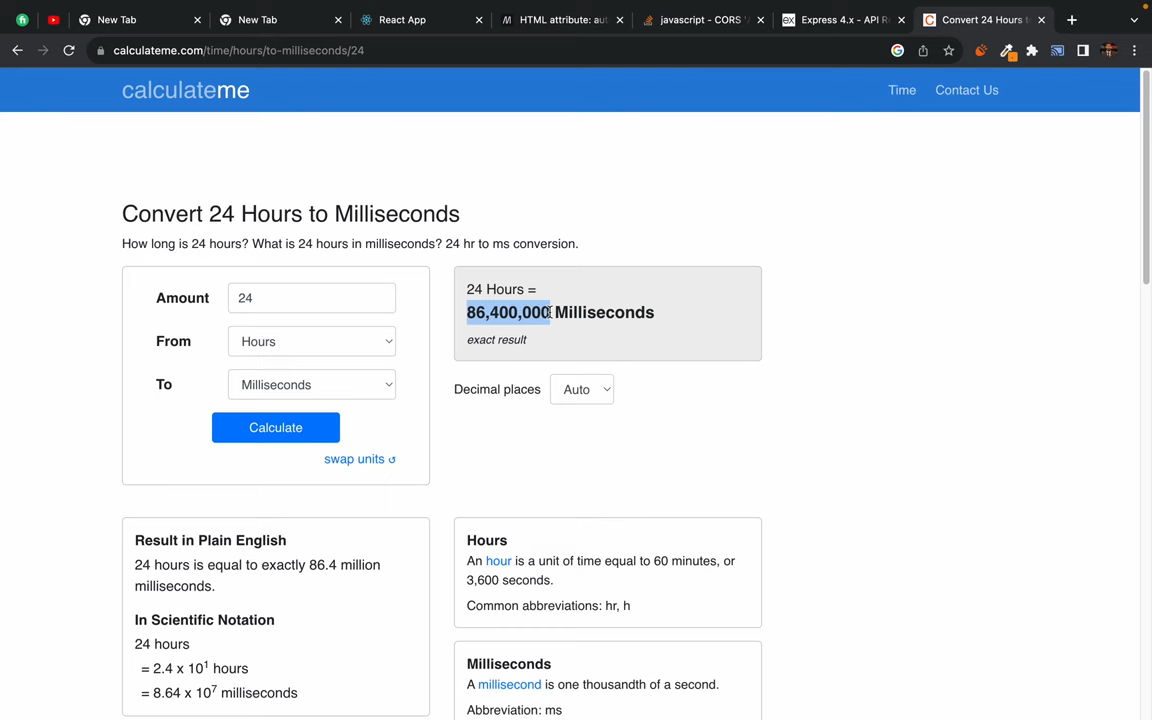 New Tab
New Tab
React App
HTML attribute: aut
javascript - CORS 'A
Express 4.x - API Re
Convert 24 Hours to
calculateme.com/time/hours/to-milliseconds/24
calculateme
Time
Contact Us
Convert 24 Hours to Milliseconds
How long is 24 hours? What is 24 hours in milliseconds? 24 hr to ms conversion.
Amount
24
From
Hours
To
Milliseconds
Calculate
swap units ↺
24 Hours =
86,400,000 Milliseconds
exact result
Decimal places
Auto
Result in Plain English
24 hours is equal to exactly 86.4 million
milliseconds.
In Scientific Notation
24 hours
= 2.4 x 10¹ hours
= 8.64 x 10⁷ milliseconds
Hours
An hour is a unit of time equal to 60 minutes, or
3,600 seconds.
Common abbreviations: hr, h
Milliseconds
A millisecond is one thousandth of a second.
Abbreviation: ms